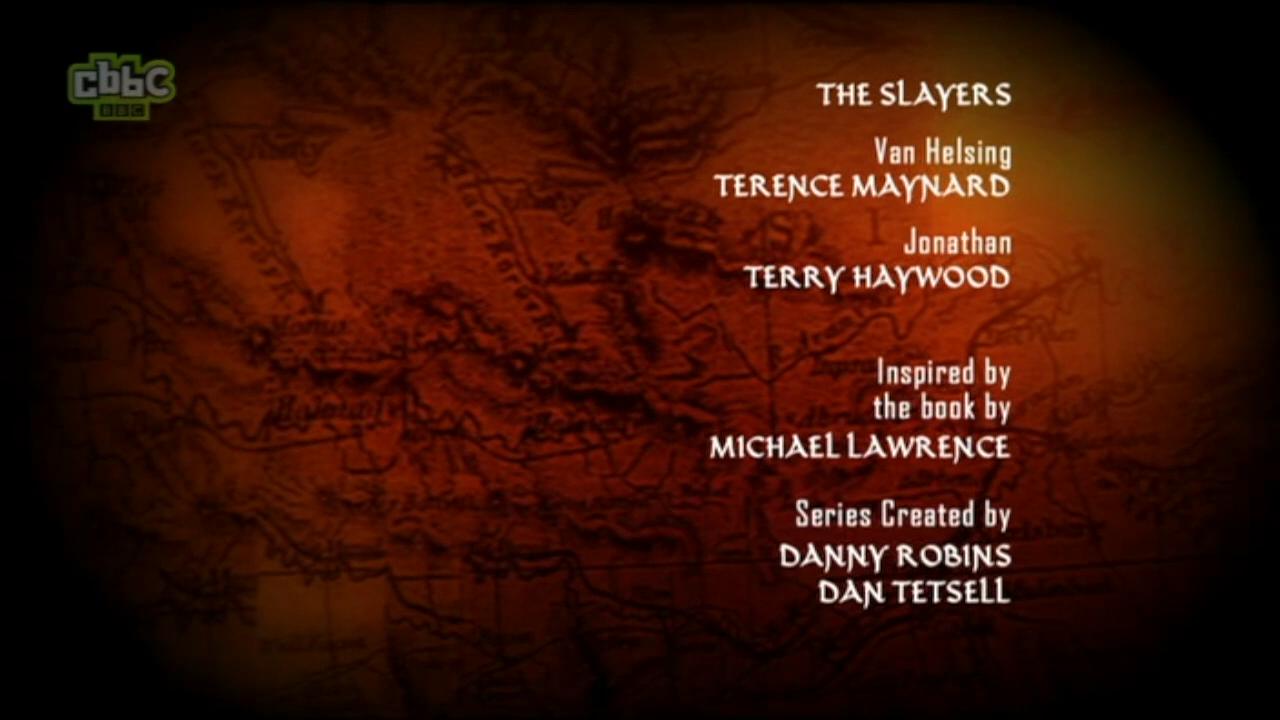 cbbc
BBC
THE SLAYERS
Van Helsing
TERENCE MAYNARD
Jonathan
TERRY HAYWOOD
Inspired by
the book by
MICHAEL LAWRENCE
Series Created by
DANNY ROBINS
DAN TETSELL